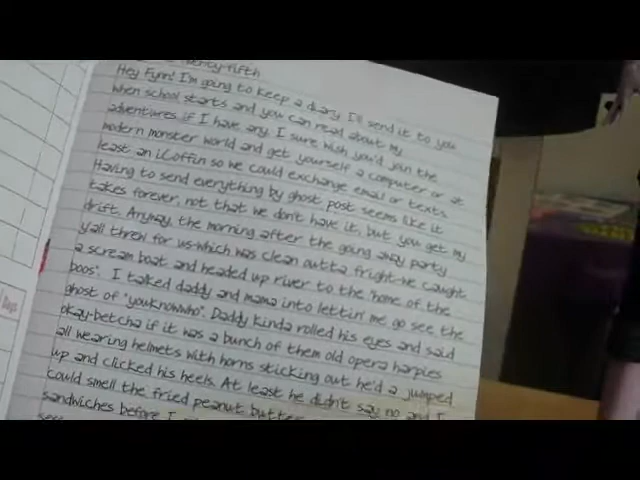 twenty-fifth
Hey Fynn! I'm going to keep a diary. I'll send it to you
when school starts and you can read about my
adventures if I have any. I sure wish you'd join the
modern monster world and get yourself a computer or at
least an iCoffin so we could exchange email or texts.
Having to send everything by ghost post seems like it
takes forever, not that we don't have it, but you get my
drift. Anyway, the morning after the going away party
y'all threw for us-which was clean outta fright-we caught
a scream boat and headed up river to the "home of the
boos". I talked daddy and mama into lettin' me go see the
ghost of "youknowwho". Daddy kinda rolled his eyes and said
okay-betcha if it was a bunch of them old opera harpies
all wearing helmets with horns sticking out he'd a jumped
up and clicked his heels. At least he didn't say no and I
could smell the fried peanut butter
sandwiches before I
Days